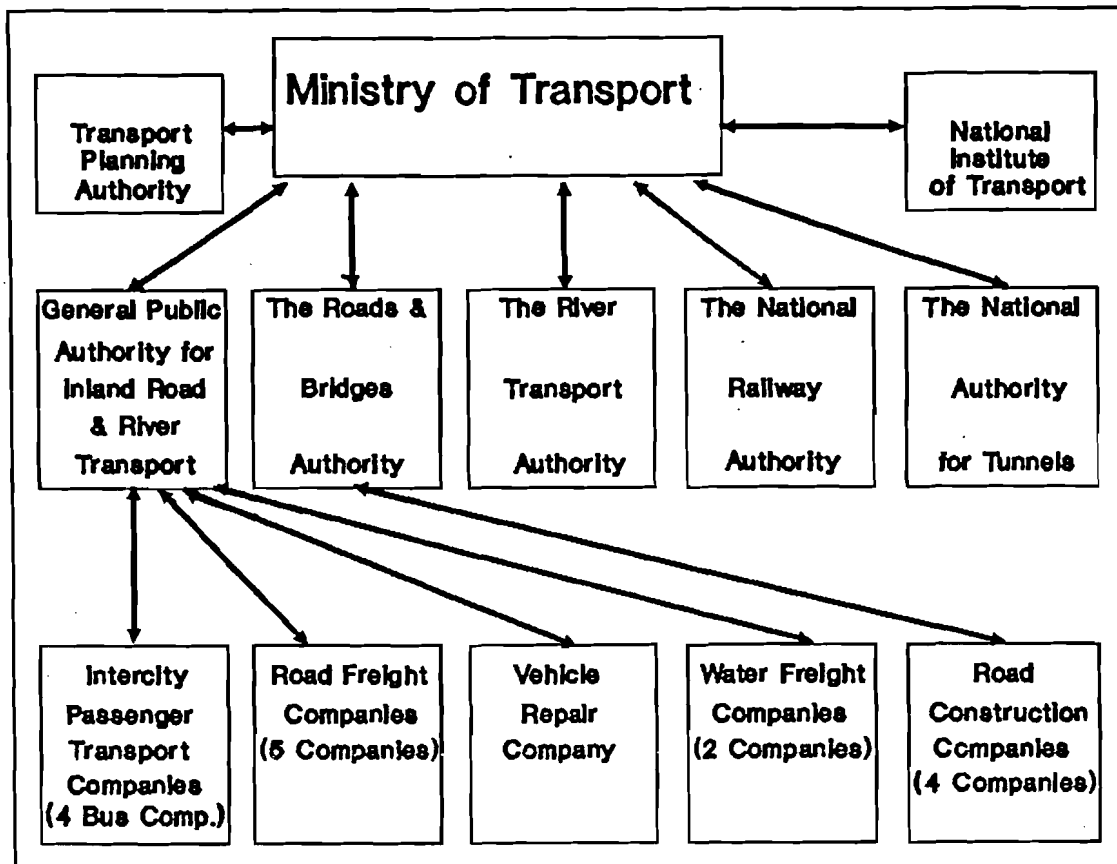 Ministry of Transport
Transport
Planning
Authority
National
Institute
of Transport
General Public
Authority for
Inland Road
& River
Transport
The Roads &
Bridges
Authority
The River
Transport
Authority
The National
Railway
Authority
The National
Authority
for Tunnels
Intercity
Passenger
Transport
Companies
(4 Bus Comp.)
Road Freight
Companies
(5 Companies)
Vehicle
Repair
Company
Water Freight
Companies
(2 Companies)
Road
Construction
Companies
(4 Companies)